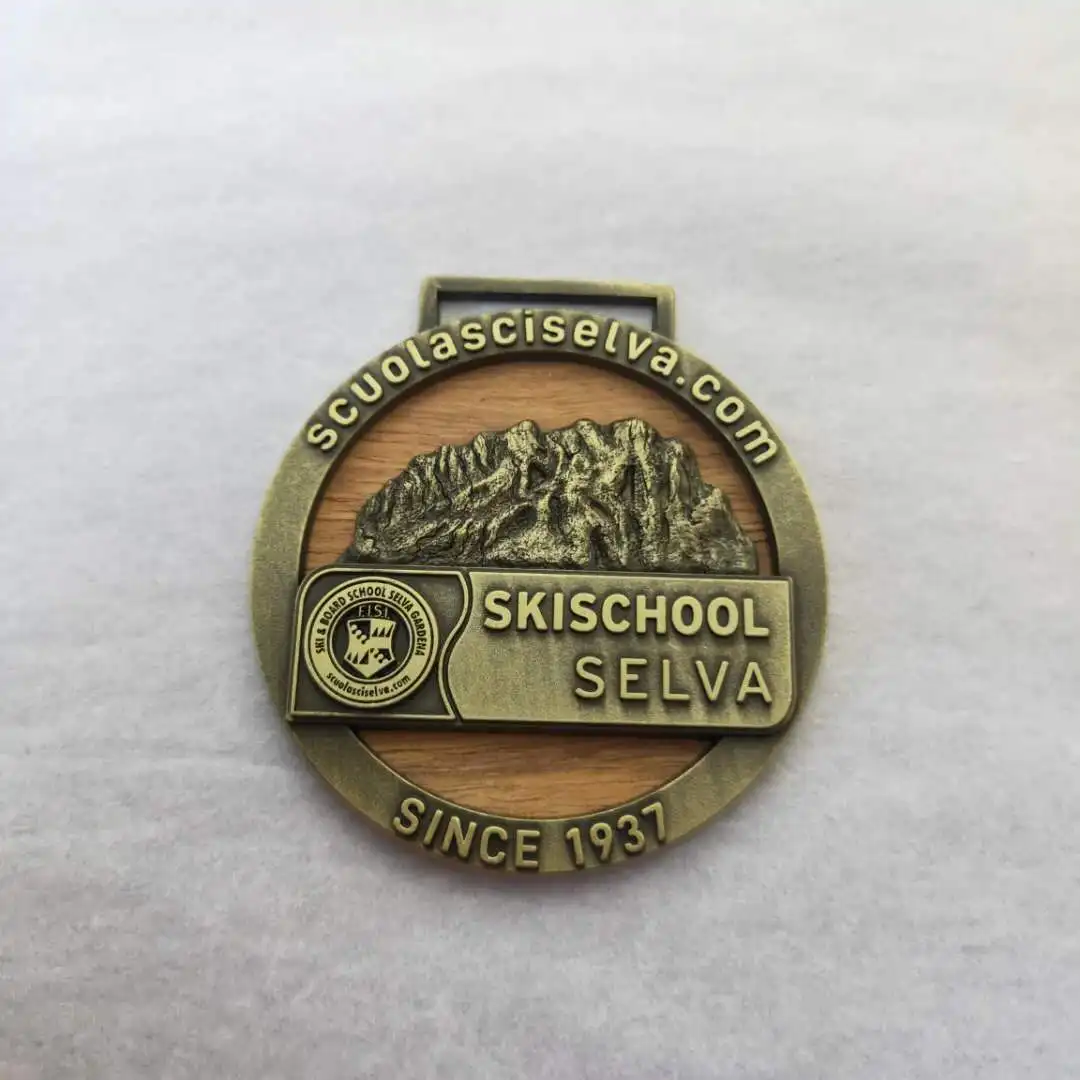 scuolasciselva.com
SKI & BOARD SCHOOL SELVA GARDENA
F.I.S.I.
scuolasciselva.com
SKISCHOOL
SELVA
SINCE 1937